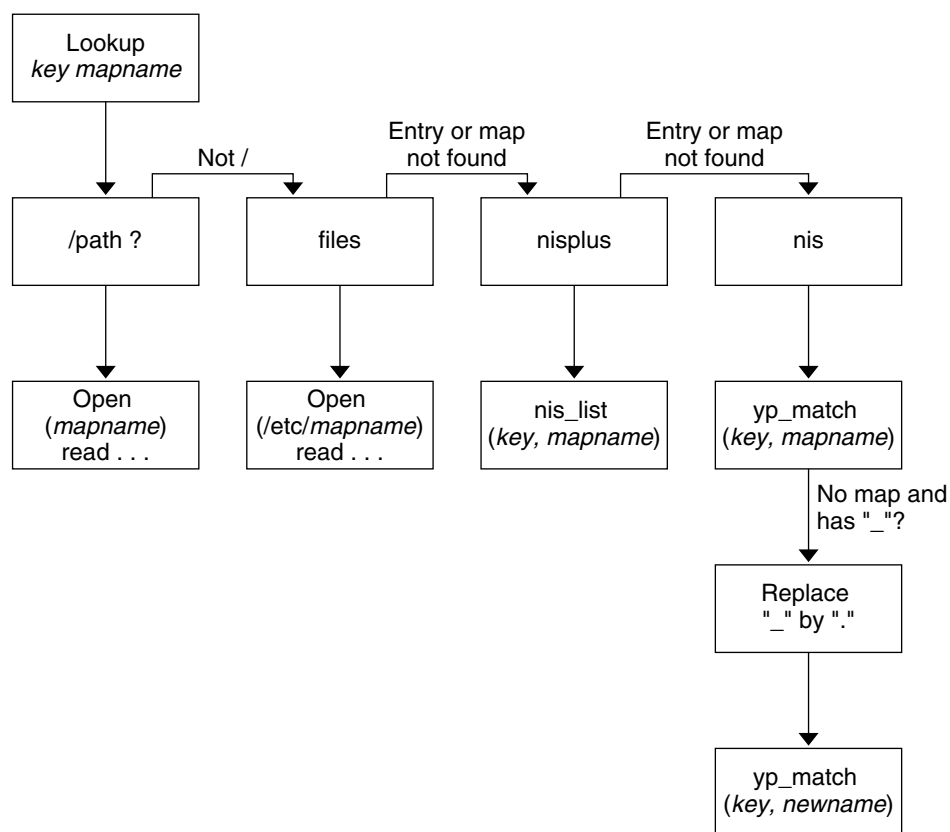 Lookup
key mapname
Not /
Entry or map
not found
Entry or map
not found
/path ?
files
nisplus
nis
Open
(mapname)
read . . .
Open
(/etc/mapname)
read . . .
nis_list
(key, mapname)
yp_match
(key, mapname)
No map and
has "_"?
Replace
"_" by "."
yp_match
(key, newname)